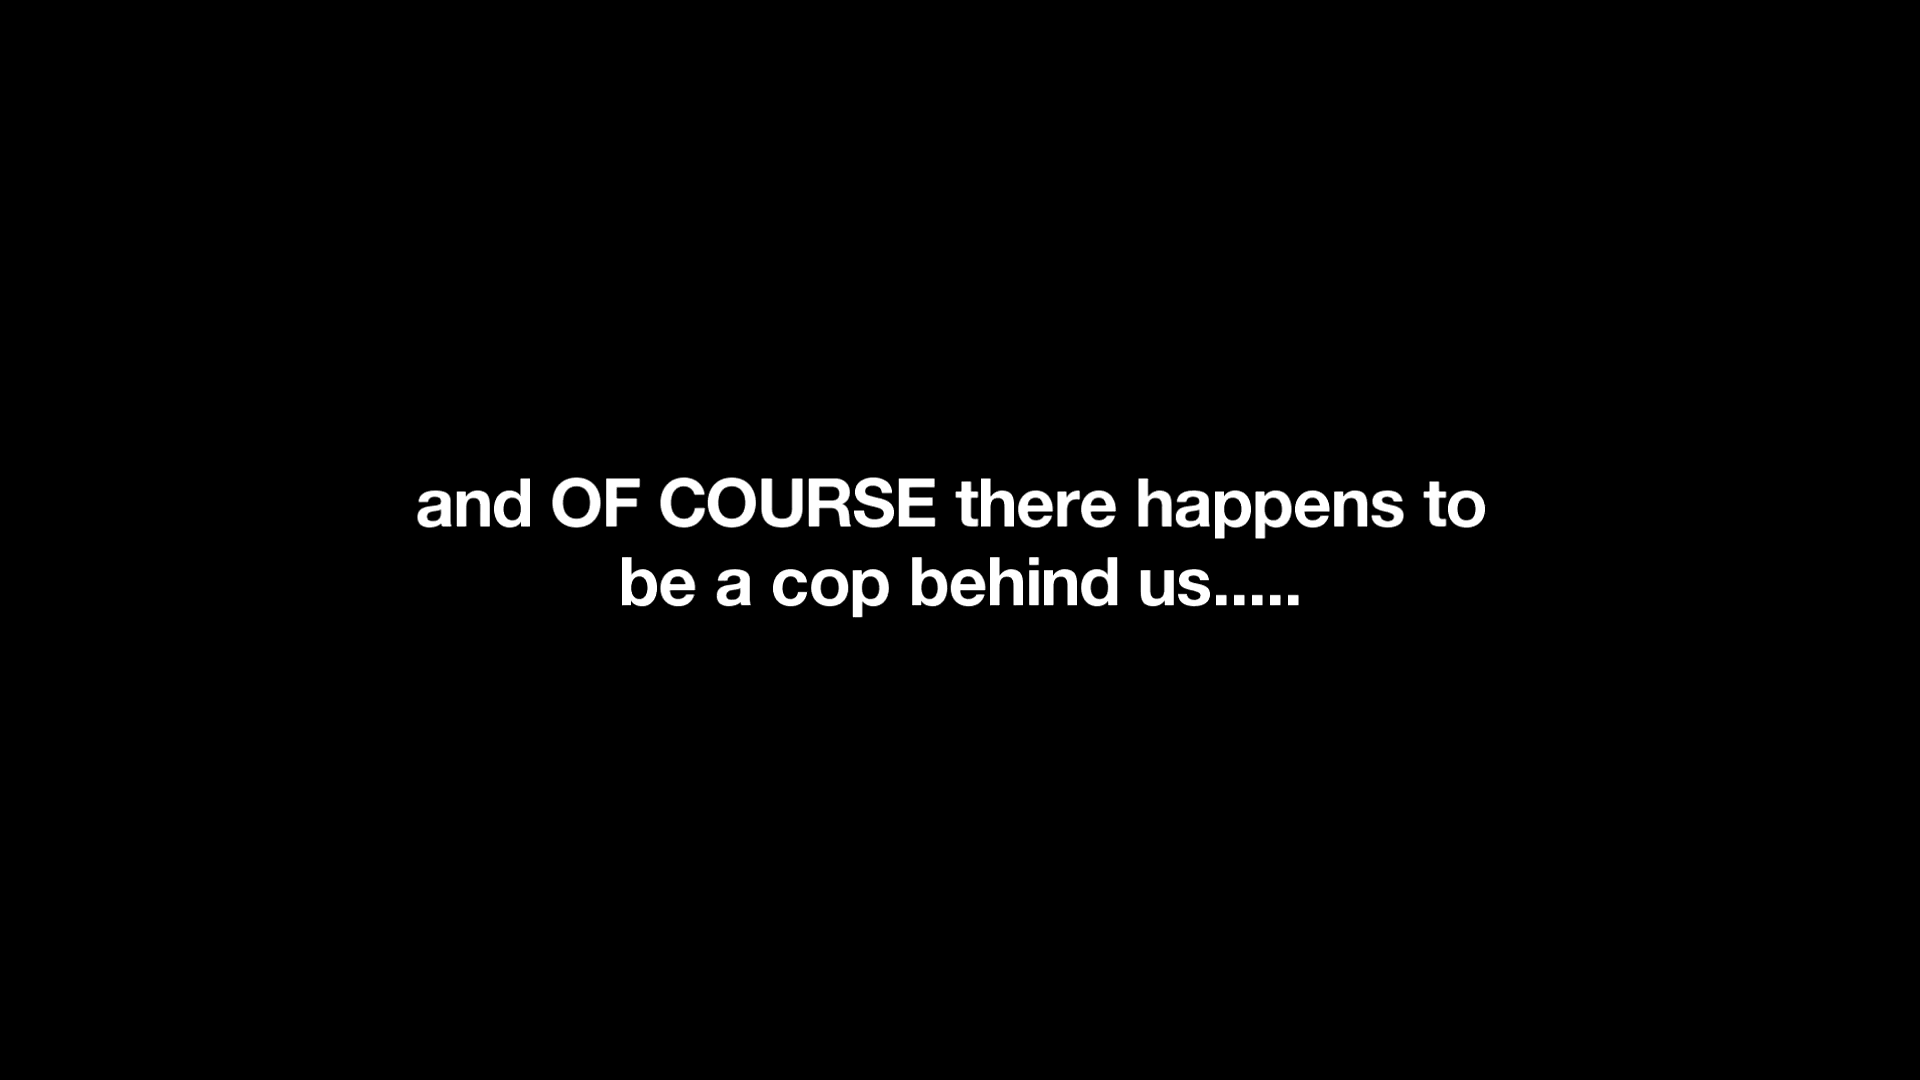 and OF COURSE there happens to
be a cop behind us.....